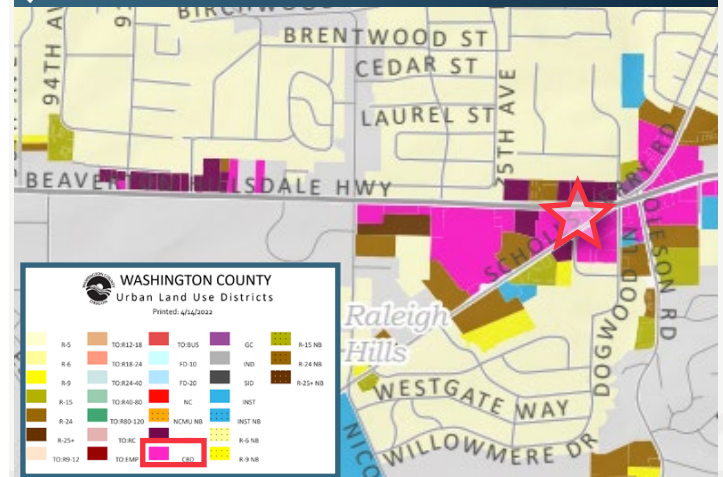 BIRCHWOOD
BRENTWOOD ST
94TH AV
CEDAR ST
LAUREL ST
75TH AVE
BEAVER
LLSDALE HWY
SCHOLLS
RRY RD
OLESON RD
Raleigh
Hills
DOGWOOD LN
WESTGATE WAY
WILLOWMERE DR
NICO
WASHINGTON COUNTY
Urban Land Use Districts
Printed: 4/14/2022
R-5 TO:R12-18 TO:BUS GC R-15 NB
R-6 TO:R18-24 FD-10 IND R-24 NB
R-9 TO:R24-40 FD-20 SID R-25+ NB
R-15 TO:R40-80 NC INST
R-24 TO:R80-120 NCMU NB INST NB
R-25+ TO:RC R-6 NB
TO:R9-12 TO:EMP CBD R-9 NB